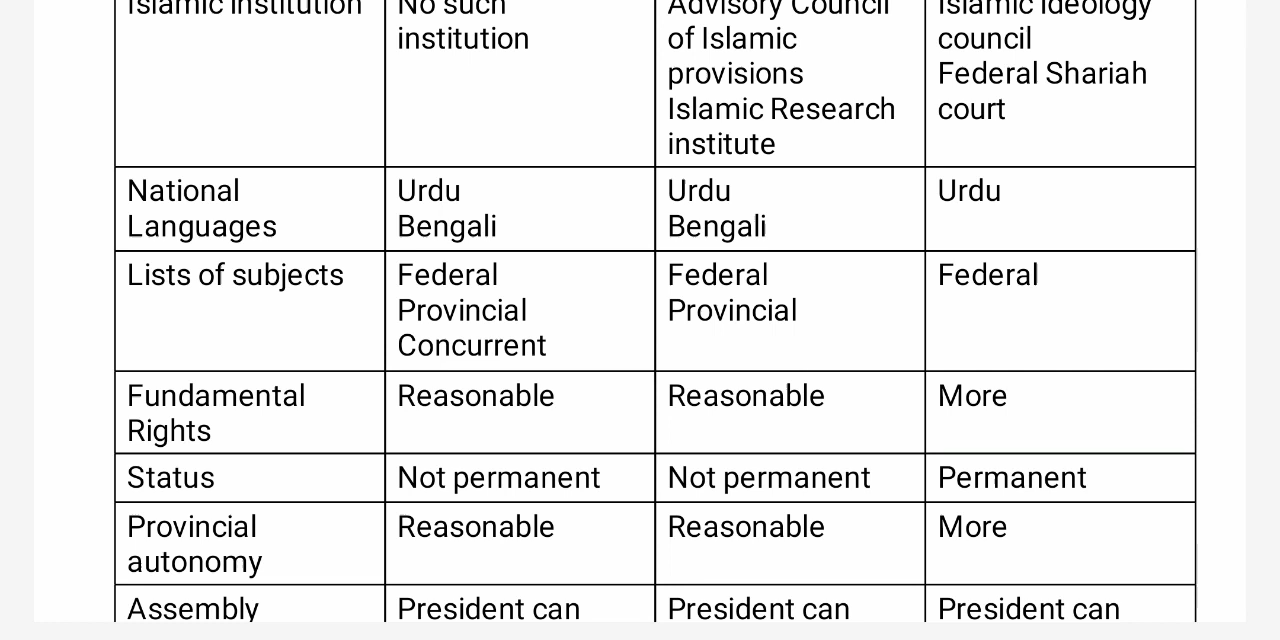 Islamic institution
No such
institution
Advisory Council
of Islamic
provisions
Islamic Research
institute
Islamic Ideology
council
Federal Shariah
court
National
Languages
Urdu
Bengali
Urdu
Bengali
Urdu
Lists of subjects
Federal
Provincial
Concurrent
Federal
Provincial
Federal
Fundamental
Rights
Reasonable
Reasonable
More
Status
Not permanent
Not permanent
Permanent
Provincial
autonomy
Reasonable
Reasonable
More
Assembly
President can
President can
President can